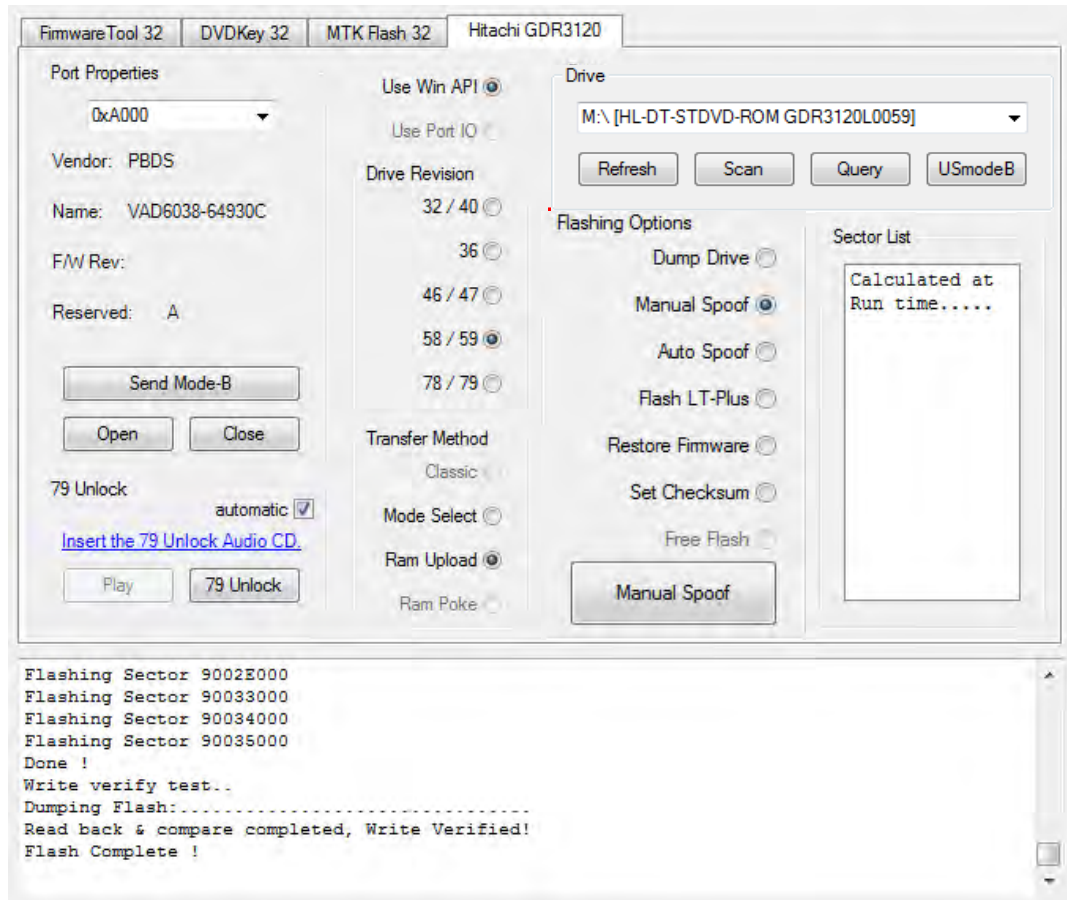 FirmwareTool 32
DVDKey 32
MTK Flash 32
Hitachi GDR3120
Port Properties
0xA000
Vendor: PBDS
Name: VAD6038-64930C
F/W Rev:
Reserved: A
Send Mode-B
Open
Close
79 Unlock
automatic
Insert the 79 Unlock Audio CD.
Play
79 Unlock
Use Win API
Use Port IO
Drive Revision
32 / 40
36
46 / 47
58 / 59
78 / 79
Transfer Method
Classic
Mode Select
Ram Upload
Ram Poke
Drive
M:\ [HL-DT-STDVD-ROM GDR3120L0059]
Refresh
Scan
Query
USmodeB
Flashing Options
Dump Drive
Manual Spoof
Auto Spoof
Flash LT-Plus
Restore Firmware
Set Checksum
Free Flash
Manual Spoof
Sector List
Calculated at
Run time.....
Flashing Sector 9002E000
Flashing Sector 90033000
Flashing Sector 90034000
Flashing Sector 90035000
Done !
Write verify test..
Dumping Flash:................................
Read back & compare completed, Write Verified!
Flash Complete !